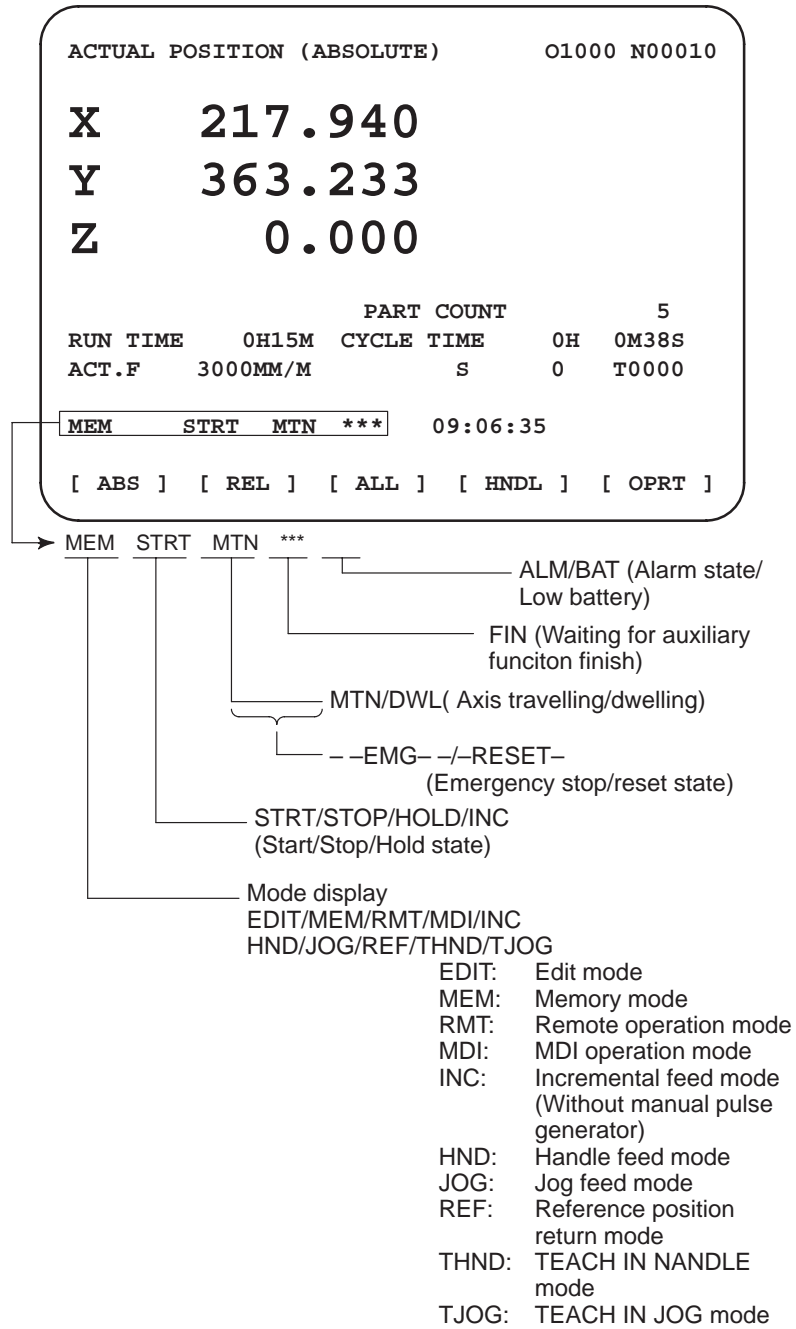 ACTUAL POSITION (ABSOLUTE) O1000 N00010
X 217.940
Y 363.233
Z 0.000
PART COUNT 5
RUN TIME 0H15M CYCLE TIME 0H 0M38S
ACT.F 3000MM/M S 0 T0000
MEM STRT MTN *** 09:06:35
[ ABS ] [ REL ] [ ALL ] [ HNDL ] [ OPRT ]
MEM STRT MTN ***
ALM/BAT (Alarm state/
Low battery)
FIN (Waiting for auxiliary
funciton finish)
MTN/DWL( Axis travelling/dwelling)
– –EMG– –/–RESET–
(Emergency stop/reset state)
STRT/STOP/HOLD/INC
(Start/Stop/Hold state)
Mode display
EDIT/MEM/RMT/MDI/INC
HND/JOG/REF/THND/TJOG
EDIT: Edit mode
MEM: Memory mode
RMT: Remote operation mode
MDI: MDI operation mode
INC: Incremental feed mode
(Without manual pulse
generator)
HND: Handle feed mode
JOG: Jog feed mode
REF: Reference position
return mode
THND: TEACH IN NANDLE
mode
TJOG: TEACH IN JOG mode